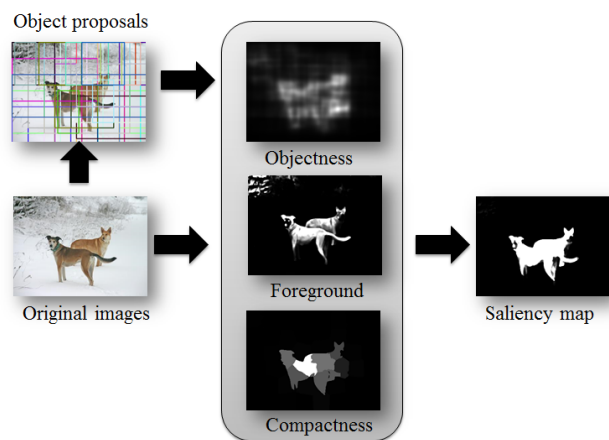 Object proposals
Objectness
Original images
Foreground
Saliency map
Compactness